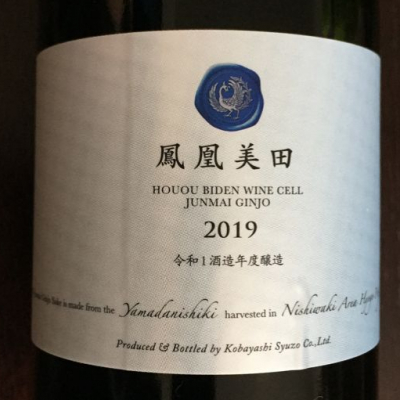 鳳凰美田
HOUOU BIDEN WINE CELL
JUNMAI GINJO
2019
令和1酒造年度醸造
Sake is made from the Yamadanishiki harvested in Nishiwaki Area
Produced & Bottled by Kobayashi Syuzo Co., Ltd.